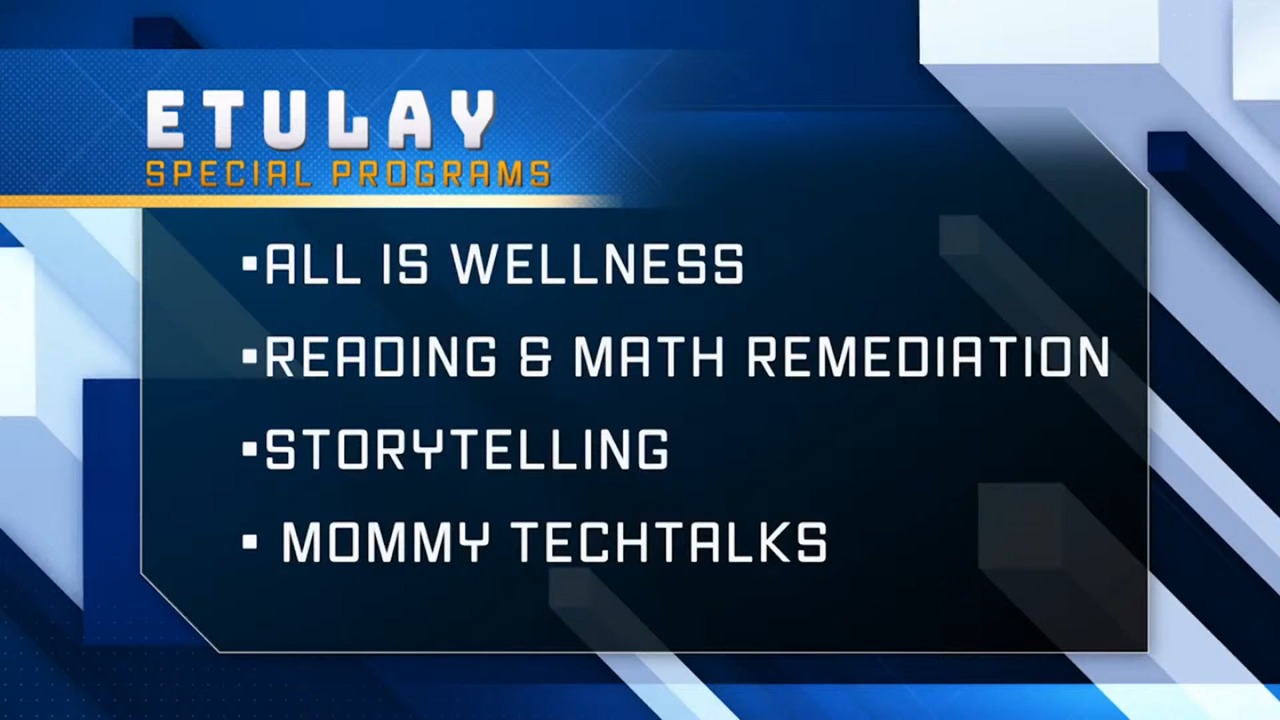 ETULAY
SPECIAL PROGRAMS
▪ALL IS WELLNESS
▪READING & MATH REMEDIATION
▪STORYTELLING
▪ MOMMY TECHTALKS